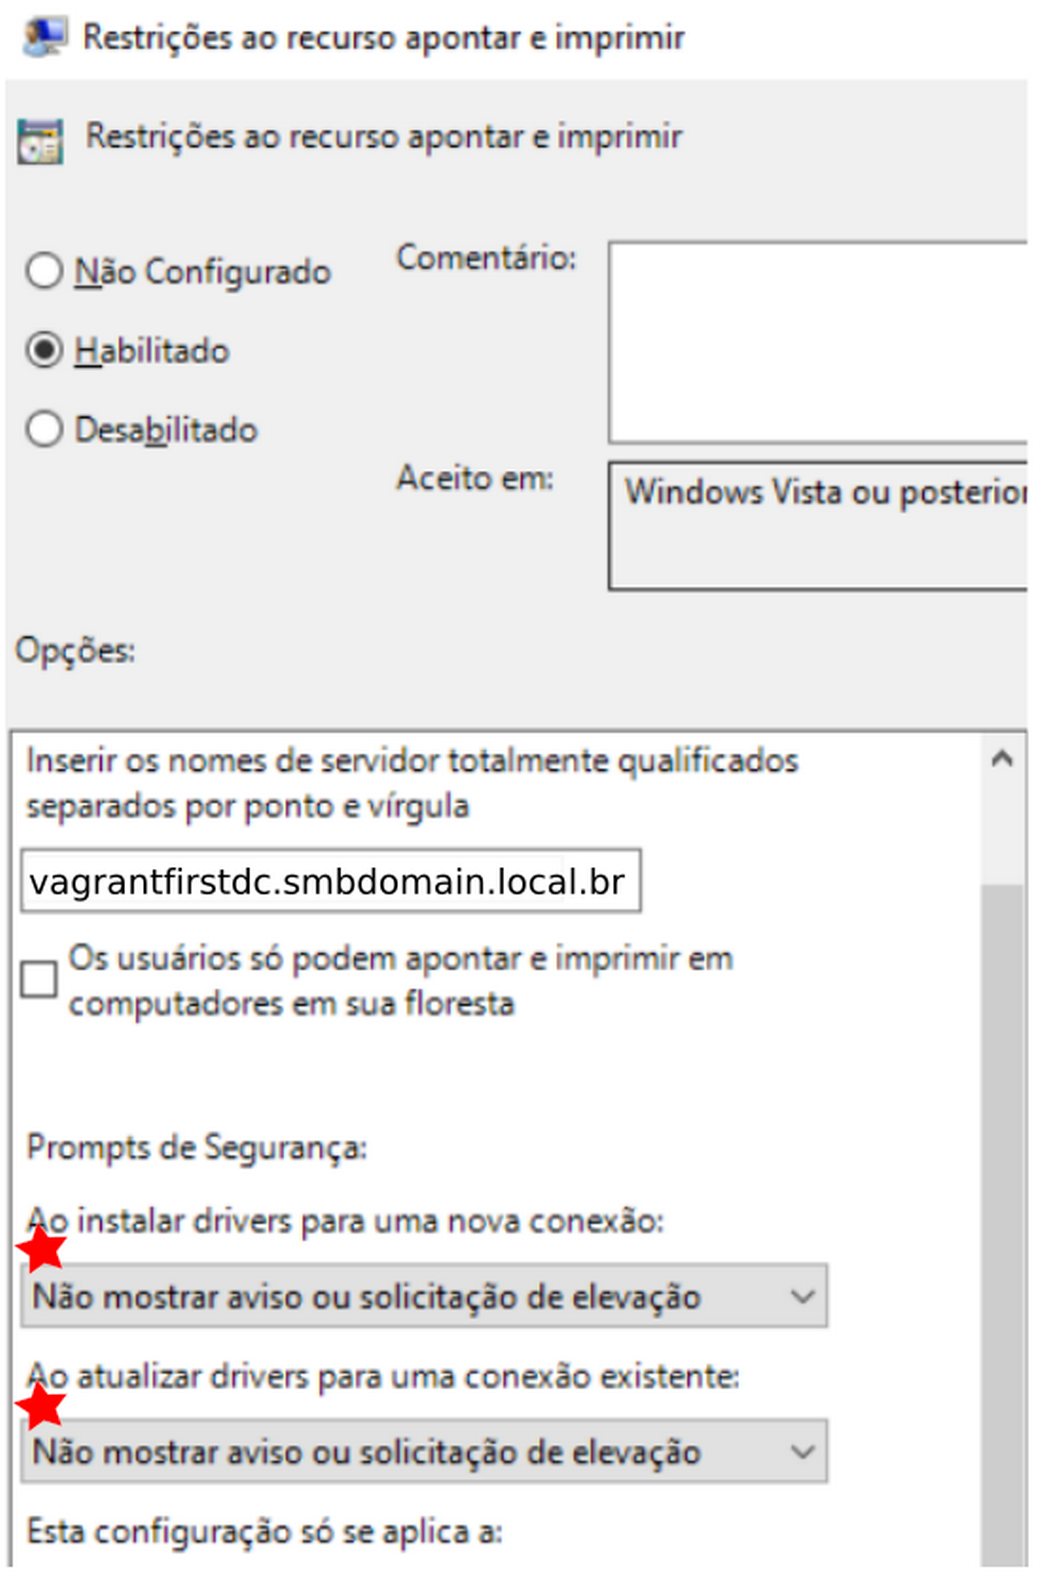 Restrições ao recurso apontar e imprimir
Restrições ao recurso apontar e imprimir
Não Configurado
Comentário:
Habilitado
Desabilitado
Aceito em:
Windows Vista ou posterior
Opções:
Inserir os nomes de servidor totalmente qualificados
separados por ponto e vírgula
vagrantfirstdc.smbdomain.local.br
Os usuários só podem apontar e imprimir em
computadores em sua floresta
Prompts de Segurança:
Ao instalar drivers para uma nova conexão:
Não mostrar aviso ou solicitação de elevação
Ao atualizar drivers para uma conexão existente:
Não mostrar aviso ou solicitação de elevação
Esta configuração só se aplica a: